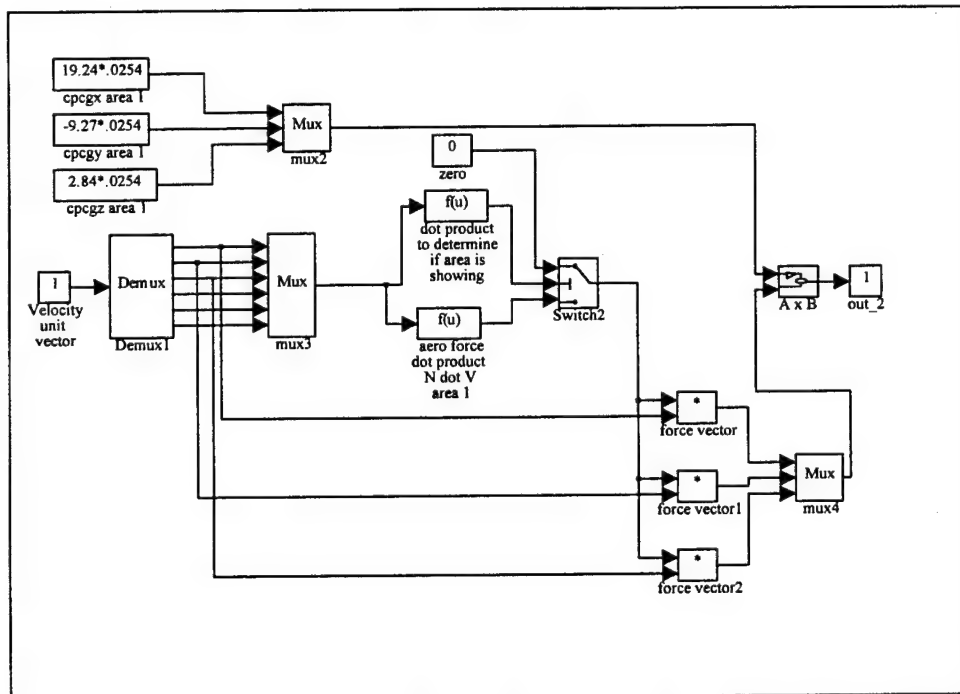 19.24*.0254
cpcgx area 1
-9.27*.0254
cpcgy area 1
2.84*.0254
cpcgz area 1
Mux
mux2
0
zero
f(u)
dot product
to determine
if area is
showing
1
Velocity
unit
vector
Demux
Demux1
Mux
mux3
f(u)
aero force
dot product
N dot V
area 1
Switch2
A x B
1
out_2
*
force vector
*
force vector1
*
force vector2
Mux
mux4